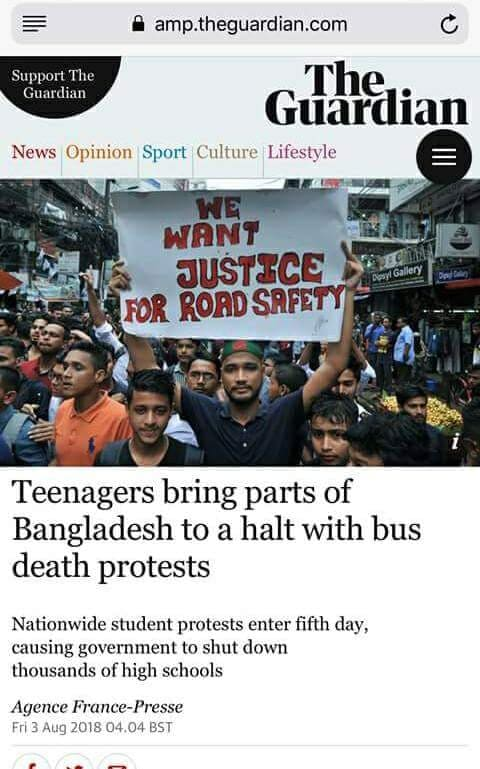 amp.theguardian.com
Support The
Guardian
The
Guardian
News Opinion Sport Culture Lifestyle
WE
WANT
JUSTICE
FOR ROAD SAFETY
Dipsyl Gallery
i
Teenagers bring parts of
Bangladesh to a halt with bus
death protests
Nationwide student protests enter fifth day,
causing government to shut down
thousands of high schools
Agence France-Presse
Fri 3 Aug 2018 04.04 BST